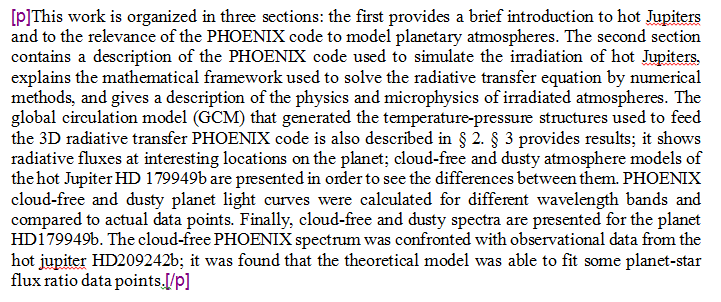 [p]This work is organized in three sections: the first provides a brief introduction to hot Jupiters
and to the relevance of the PHOENIX code to model planetary atmospheres. The second section
contains a description of the PHOENIX code used to simulate the irradiation of hot Jupiters,
explains the mathematical framework used to solve the radiative transfer equation by numerical
methods, and gives a description of the physics and microphysics of irradiated atmospheres. The
global circulation model (GCM) that generated the temperature-pressure structures used to feed
the 3D radiative transfer PHOENIX code is also described in § 2. § 3 provides results; it shows
radiative fluxes at interesting locations on the planet; cloud-free and dusty atmosphere models of
the hot Jupiter HD 179949b are presented in order to see the differences between them. PHOENIX
cloud-free and dusty planet light curves were calculated for different wavelength bands and
compared to actual data points. Finally, cloud-free and dusty spectra are presented for the planet
HD179949b. The cloud-free PHOENIX spectrum was confronted with observational data from the
hot jupiter HD209242b; it was found that the theoretical model was able to fit some planet-star
flux ratio data points.[/p]